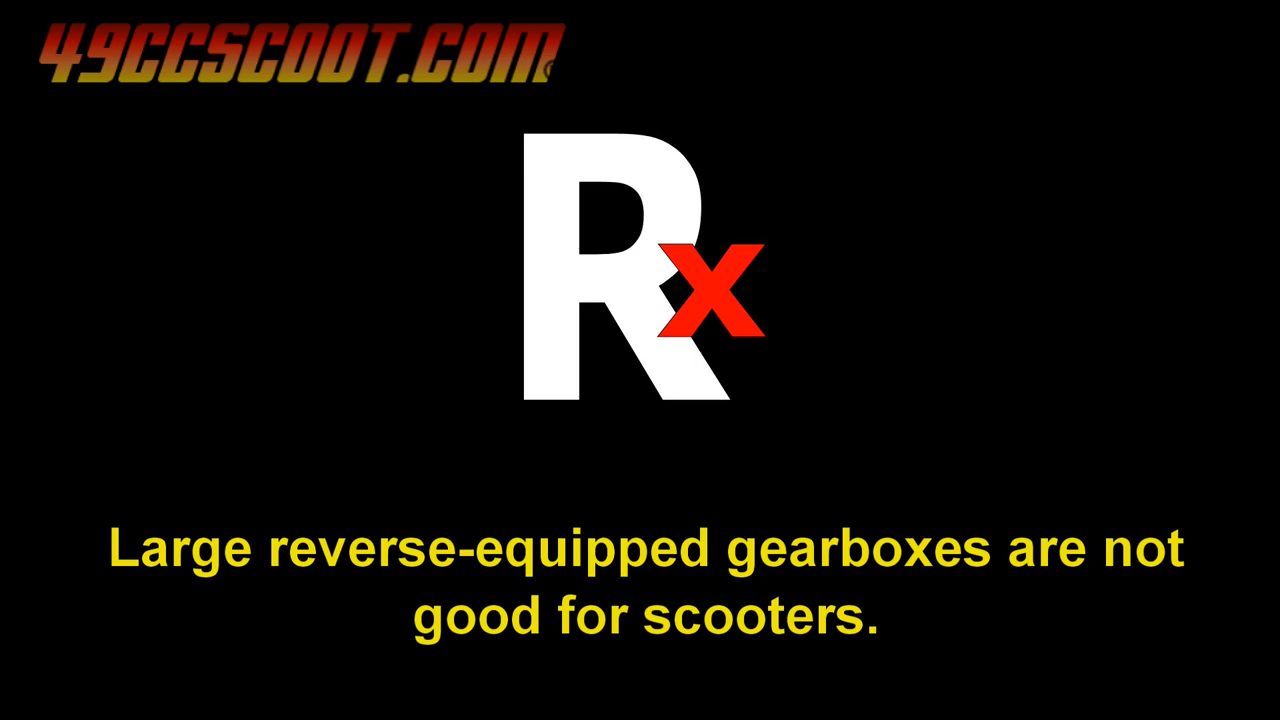 49CCSCOOT.COM
Rx
Large reverse-equipped gearboxes are not
good for scooters.